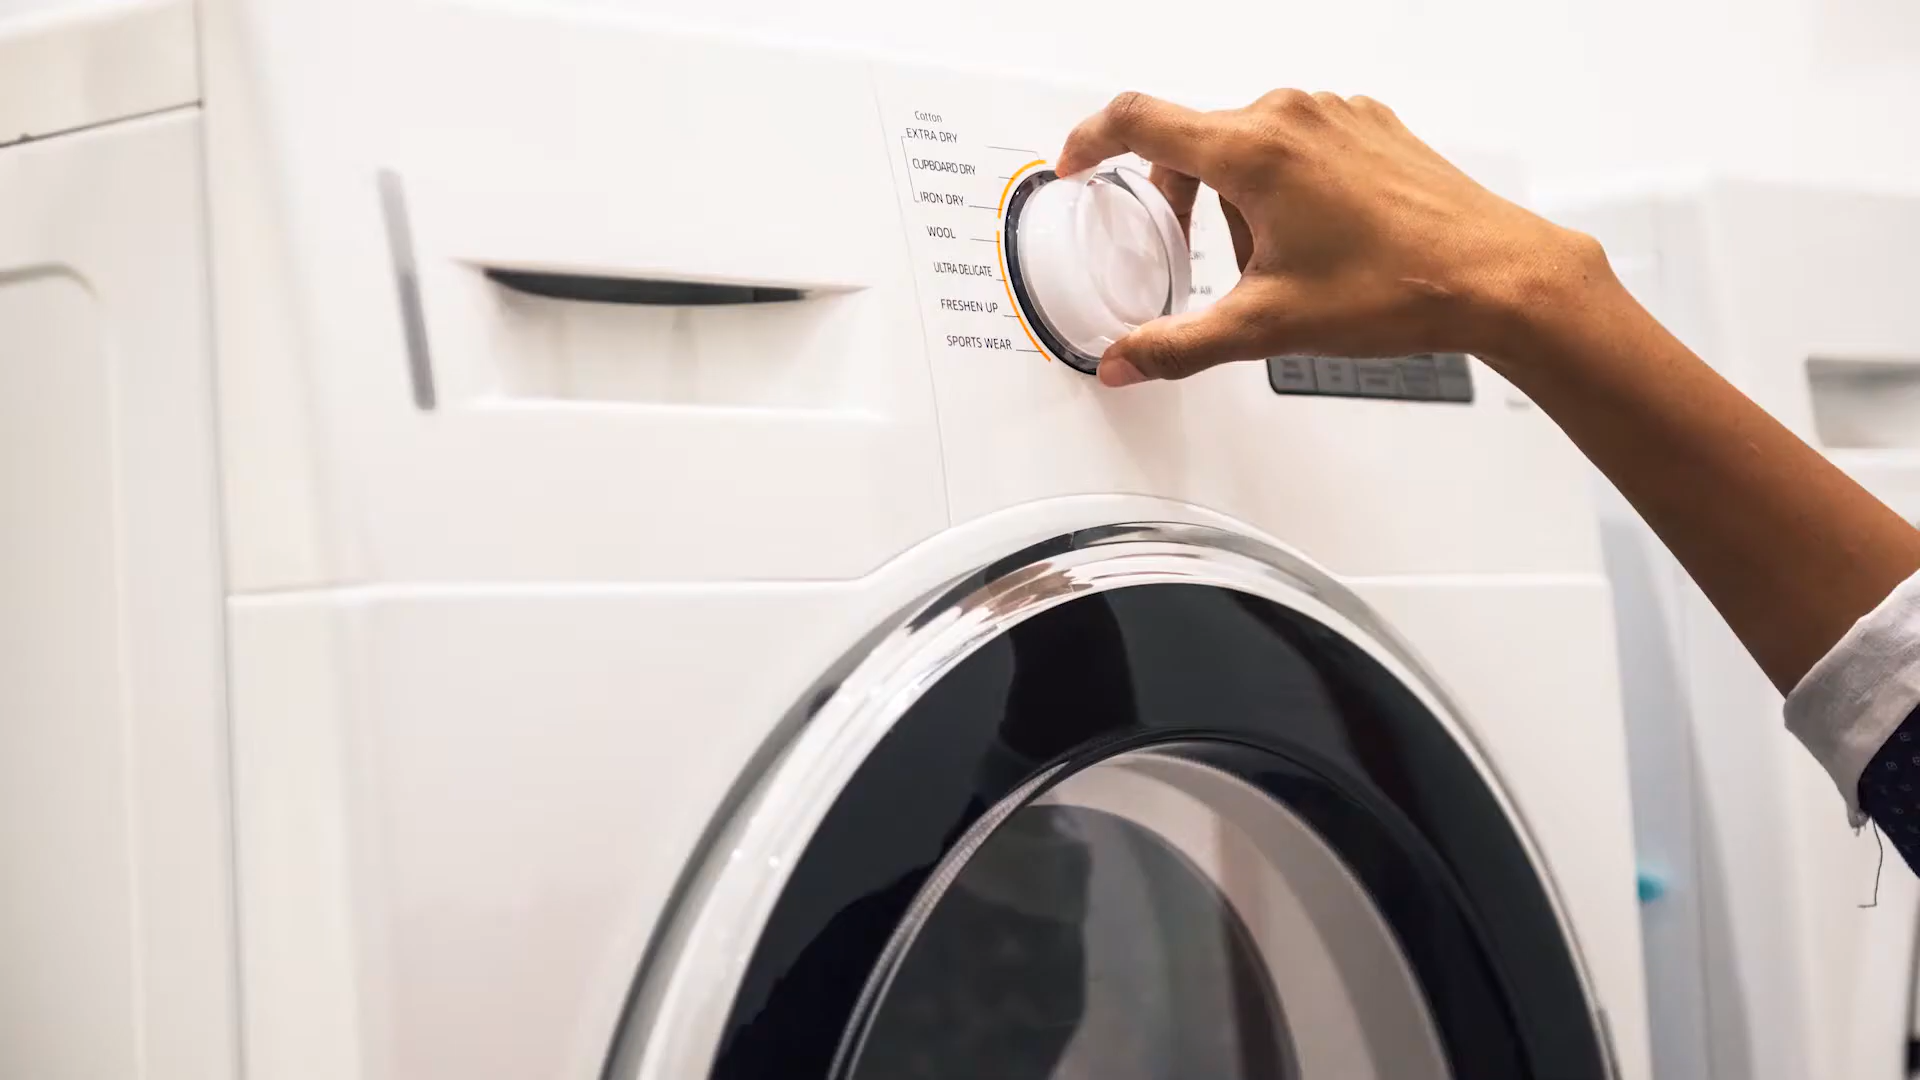 Cotton
EXTRA DRY
CUPBOARD DRY
IRON DRY
WOOL
ULTRA DELICATE
FRESHEN UP
SPORTS WEAR